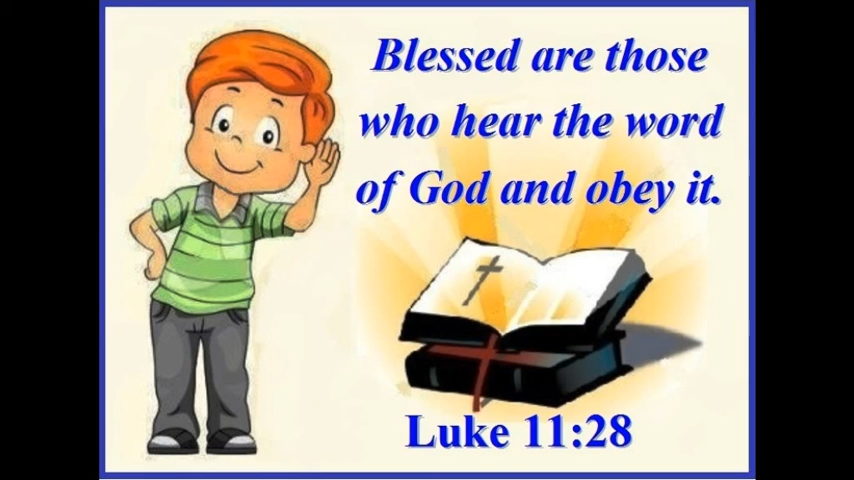 Blessed are those
who hear the word
of God and obey it.
Luke 11:28